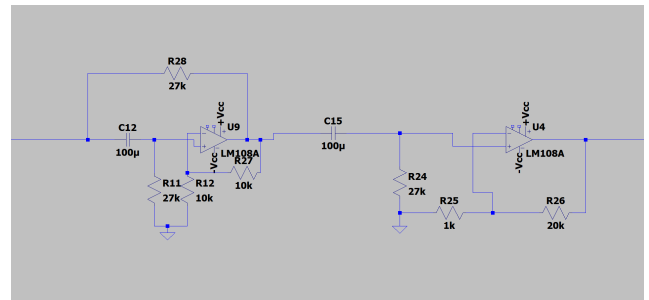 R28
27k
C12
100µ
+Vcc
U9
-Vcc
LM108A
R27
10k
R11
27k
R12
10k
C15
100µ
R24
27k
+Vcc
U4
-Vcc
LM108A
R25
1k
R26
20k